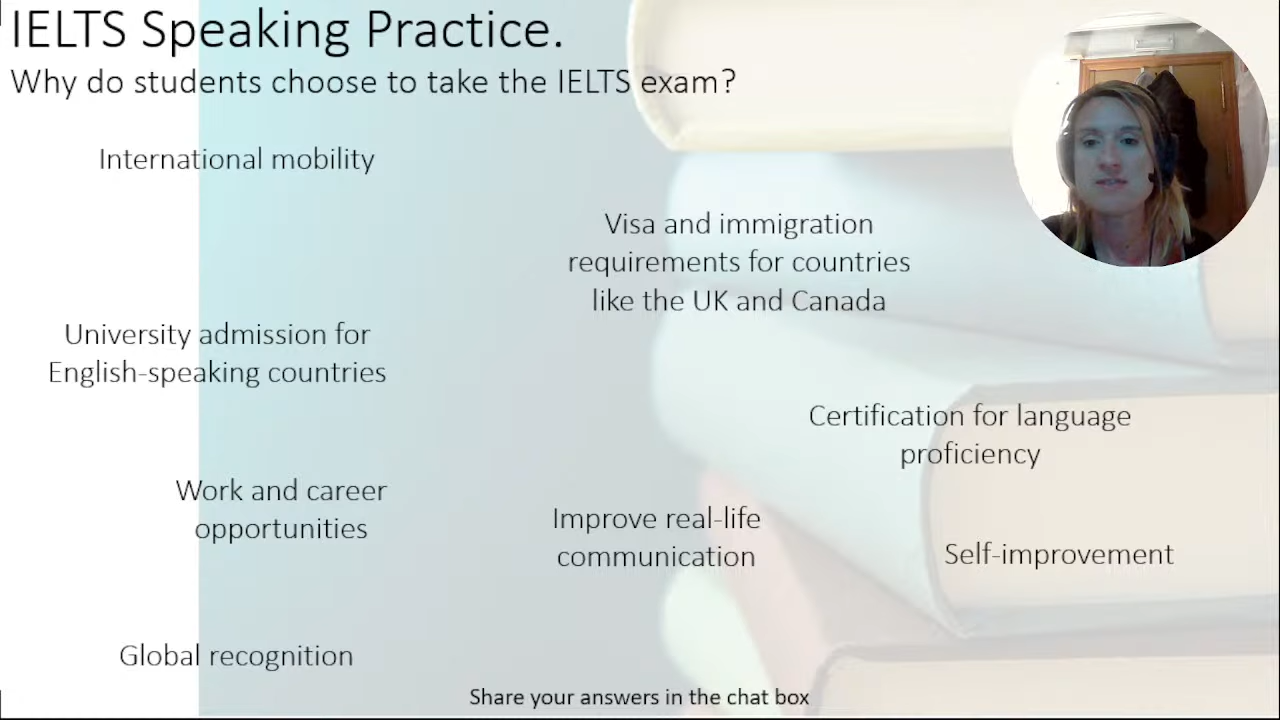 IELTS Speaking Practice.
Why do students choose to take the IELTS exam?
International mobility
Visa and immigration
requirements for countries
like the UK and Canada
University admission for
English-speaking countries
Certification for language
proficiency
Work and career
opportunities
Improve real-life
communication
Self-improvement
Global recognition
Share your answers in the chat box